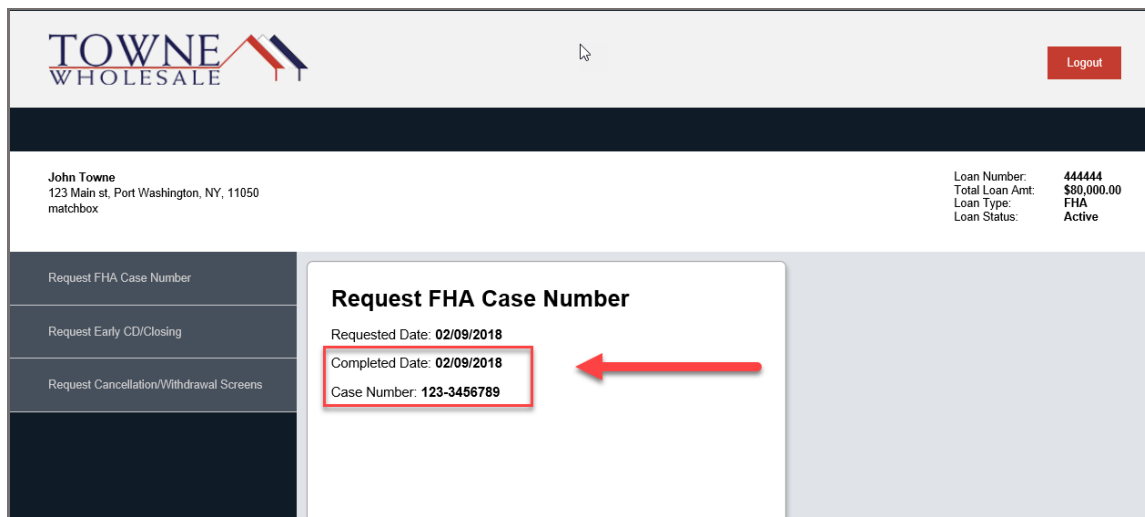 TOWNE
WHOLESALE
Logout
John Towne
123 Main st, Port Washington, NY, 11050
matchbox
Loan Number: 444444
Total Loan Amt: $80,000.00
Loan Type: FHA
Loan Status: Active
Request FHA Case Number
Request Early CD/Closing
Request Cancellation/Withdrawal Screens
Request FHA Case Number
Requested Date: 02/09/2018
Completed Date: 02/09/2018
Case Number: 123-3456789